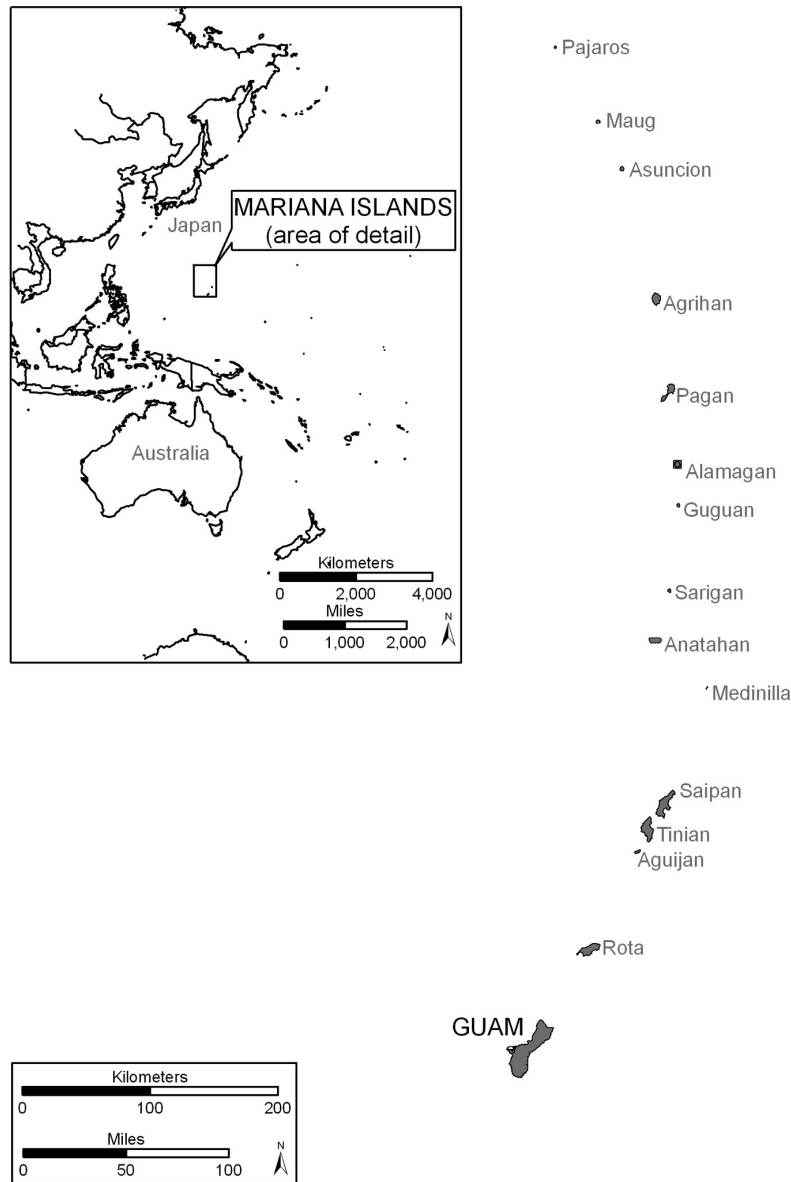 Pajaros
Maug
Asuncion
MARIANA ISLANDS
(area of detail)
Japan
Agrihan
Pagan
Australia
Alamagan
Guguan
Kilometers
0 2,000 4,000
Miles
0 1,000 2,000
N
Sarigan
Anatahan
Medinilla
Saipan
Tinian
Aguijan
Rota
GUAM
Kilometers
0 100 200
Miles
0 50 100
N